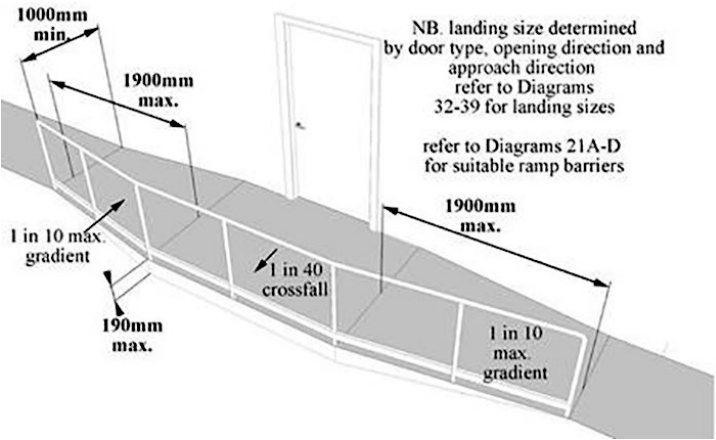 1000mm
min.
1900mm
max.
NB. landing size determined
by door type, opening direction and
approach direction
refer to Diagrams
32-39 for landing sizes
refer to Diagrams 21A-D
for suitable ramp barriers
1900mm
max.
1 in 10 max.
gradient
1 in 40
crossfall
190mm
max.
1 in 10
max.
gradient